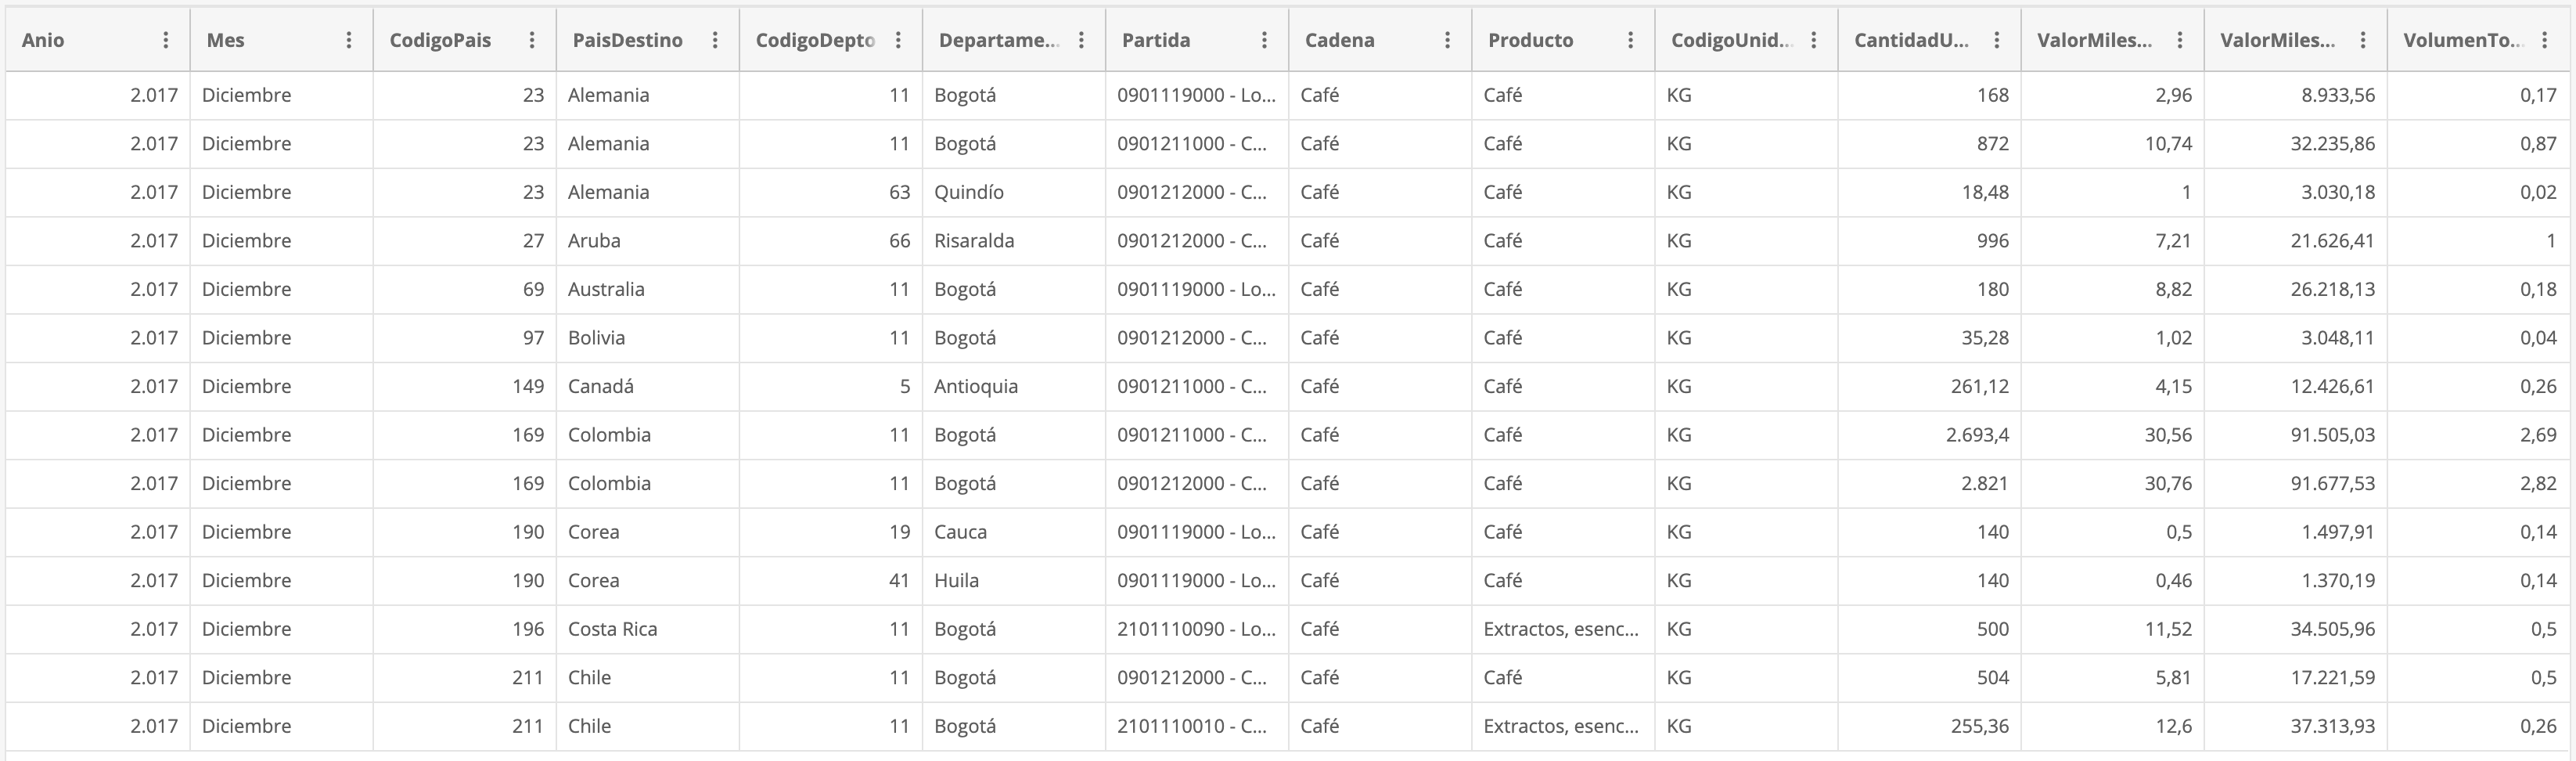 Anio Mes CodigoPais PaisDestino CodigoDepto Departame... Partida Cadena Producto CodigoUnid... CantidadU... ValorMiles... ValorMiles... VolumenTo...
2.017 Diciembre 23 Alemania 11 Bogotá 0901119000 - Lo... Café Café KG 168 2,96 8.933,56 0,17
2.017 Diciembre 23 Alemania 11 Bogotá 0901211000 - C... Café Café KG 872 10,74 32.235,86 0,87
2.017 Diciembre 23 Alemania 63 Quindío 0901212000 - C... Café Café KG 18,48 1 3.030,18 0,02
2.017 Diciembre 27 Aruba 66 Risaralda 0901212000 - C... Café Café KG 996 7,21 21.626,41 1
2.017 Diciembre 69 Australia 11 Bogotá 0901119000 - Lo... Café Café KG 180 8,82 26.218,13 0,18
2.017 Diciembre 97 Bolivia 11 Bogotá 0901212000 - C... Café Café KG 35,28 1,02 3.048,11 0,04
2.017 Diciembre 149 Canadá 5 Antioquia 0901211000 - C... Café Café KG 261,12 4,15 12.426,61 0,26
2.017 Diciembre 169 Colombia 11 Bogotá 0901211000 - C... Café Café KG 2.693,4 30,56 91.505,03 2,69
2.017 Diciembre 169 Colombia 11 Bogotá 0901212000 - C... Café Café KG 2.821 30,76 91.677,53 2,82
2.017 Diciembre 190 Corea 19 Cauca 0901119000 - Lo... Café Café KG 140 0,5 1.497,91 0,14
2.017 Diciembre 190 Corea 41 Huila 0901119000 - Lo... Café Café KG 140 0,46 1.370,19 0,14
2.017 Diciembre 196 Costa Rica 11 Bogotá 2101110090 - Lo... Café Extractos, esenc... KG 500 11,52 34.505,96 0,5
2.017 Diciembre 211 Chile 11 Bogotá 0901212000 - C... Café Café KG 504 5,81 17.221,59 0,5
2.017 Diciembre 211 Chile 11 Bogotá 2101110010 - C... Café Extractos, esenc... KG 255,36 12,6 37.313,93 0,26